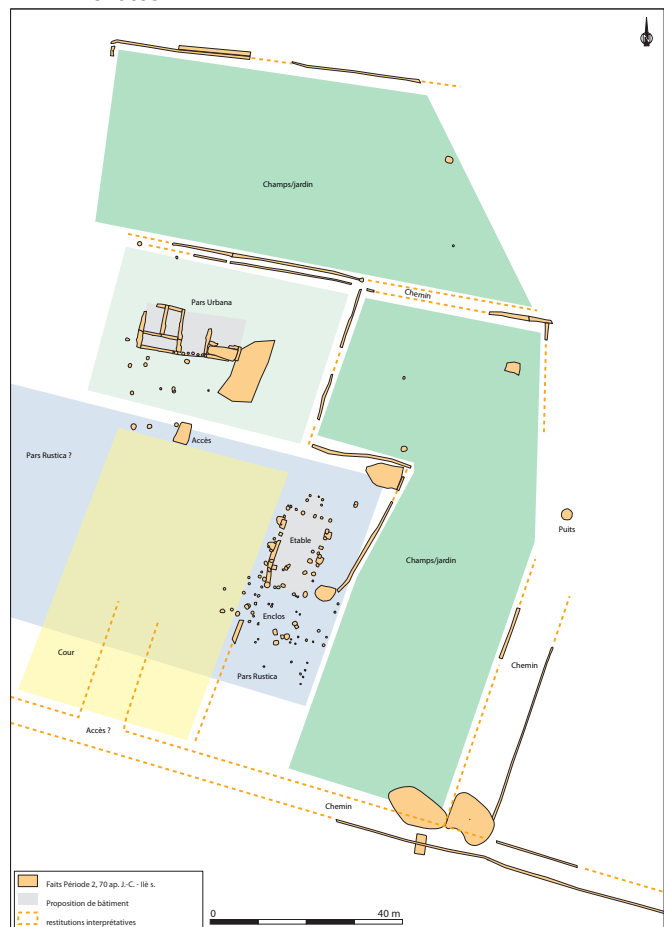 N
Champs/jardin
Chemin
Pars Urbana
Accès
Pars Rustica ?
Etable
Champs/jardin
Puits
Enclos
Cour
Pars Rustica
Chemin
Accès ?
Chemin
Faits Période 2, 70 ap. J.-C. - IIè s.
Proposition de bâtiment
restitutions interprétatives
0 40 m